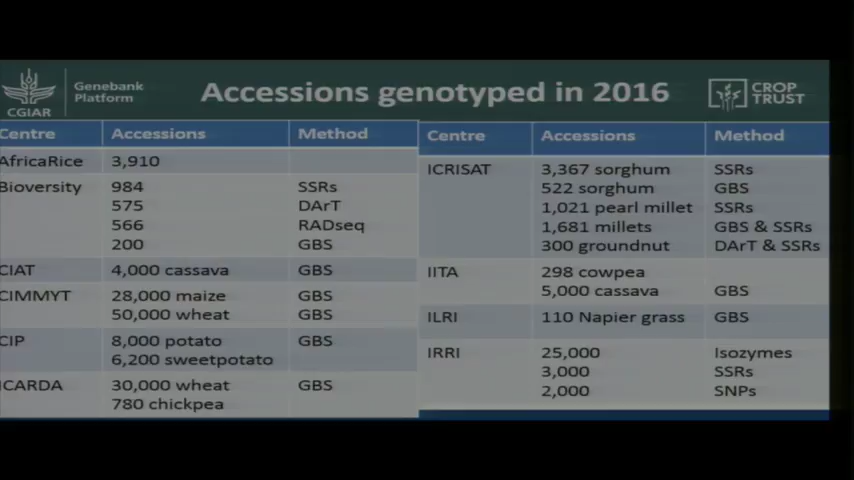 CGIAR
Genebank
Platform
Accessions genotyped in 2016
CROP
TRUST
Centre Accessions Method
AfricaRice 3,910
Bioversity 984 SSRs
575 DArT
566 RADseq
200 GBS
CIAT 4,000 cassava GBS
CIMMYT 28,000 maize GBS
50,000 wheat GBS
CIP 8,000 potato GBS
6,200 sweetpotato
ICARDA 30,000 wheat GBS
780 chickpea
Centre Accessions Method
ICRISAT 3,367 sorghum SSRs
522 sorghum GBS
1,021 pearl millet SSRs
1,681 millets GBS & SSRs
300 groundnut DArT & SSRs
IITA 298 cowpea
5,000 cassava GBS
ILRI 110 Napier grass GBS
IRRI 25,000 Isozymes
3,000 SSRs
2,000 SNPs